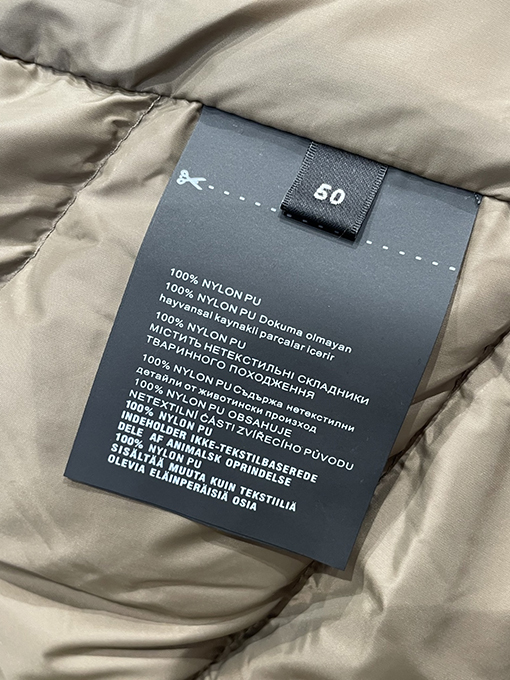 50
100% NYLON PU
100% NYLON PU Dokuma olmayan
hayvansal kaynakli parçalar icerir
100% NYLON PU
МІСТИТЬ НЕТЕКСТИЛЬНІ СКЛАДНИКИ
ТВАРИННОГО ПОХОДЖЕННЯ
100% NYLON PU Съдържа нетекстилни
детайли от животински произход
100% NYLON PU OBSAHUJE
NETEXTILNÍ ČÁSTI ZVÍŘECÍHO PŮVODU
100% NYLON PU
INDEHOLDER IKKE-TEKSTILBASEREDE
DELE AF ANIMALSK OPRINDELSE
100% NYLON PU
SISÄLTÄÄ MUUTA KUIN TEKSTIILIÄ
OLEVIA ELÄINPERÄISIÄ OSIA